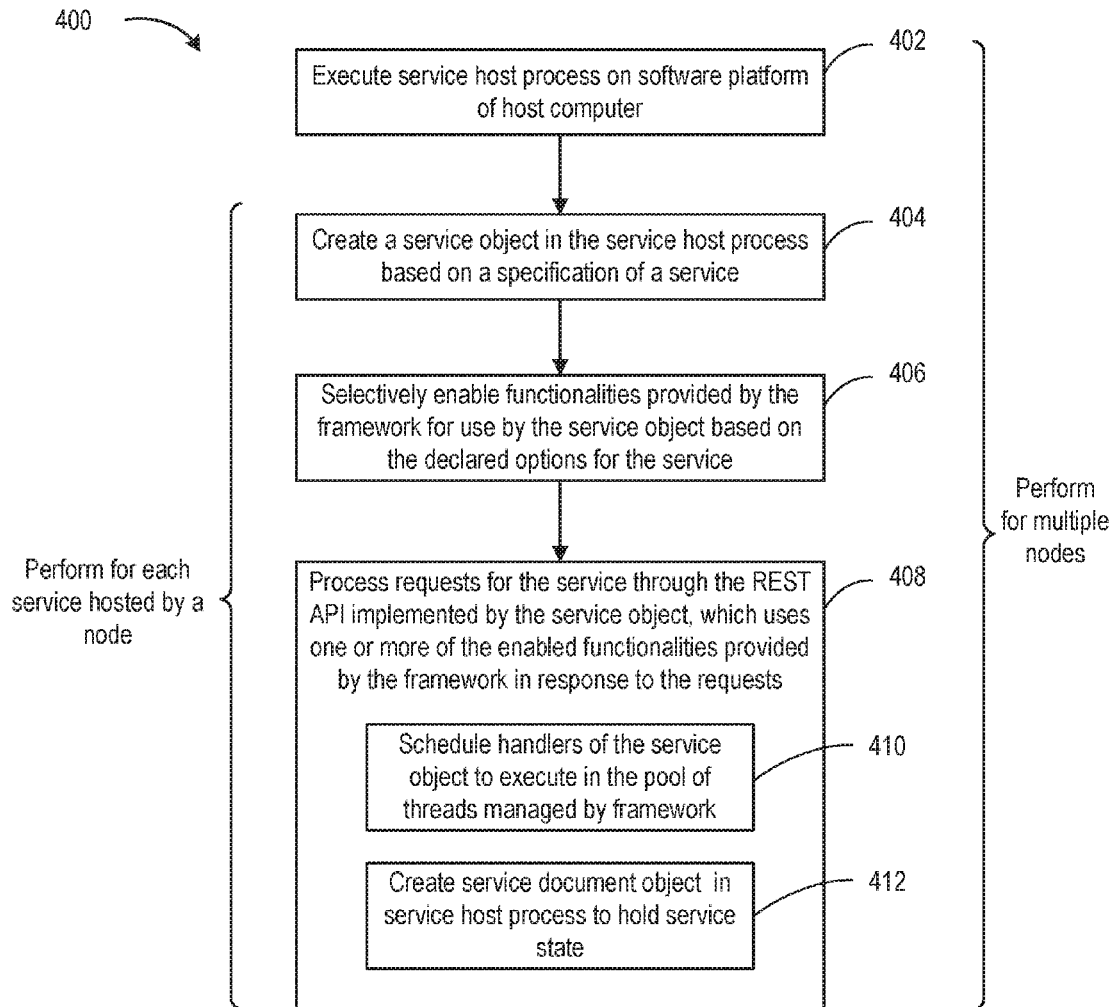 400
402
Execute service host process on software platform
of host computer
404
Create a service object in the service host process
based on a specification of a service
406
Selectively enable functionalities provided by the
framework for use by the service object based on
the declared options for the service
Perform
for multiple
nodes
Perform for each
service hosted by a
node
408
Process requests for the service through the REST
API implemented by the service object, which uses
one or more of the enabled functionalities provided
by the framework in response to the requests
410
Schedule handlers of the service
object to execute in the pool of
threads managed by framework
412
Create service document object in
service host process to hold service
state